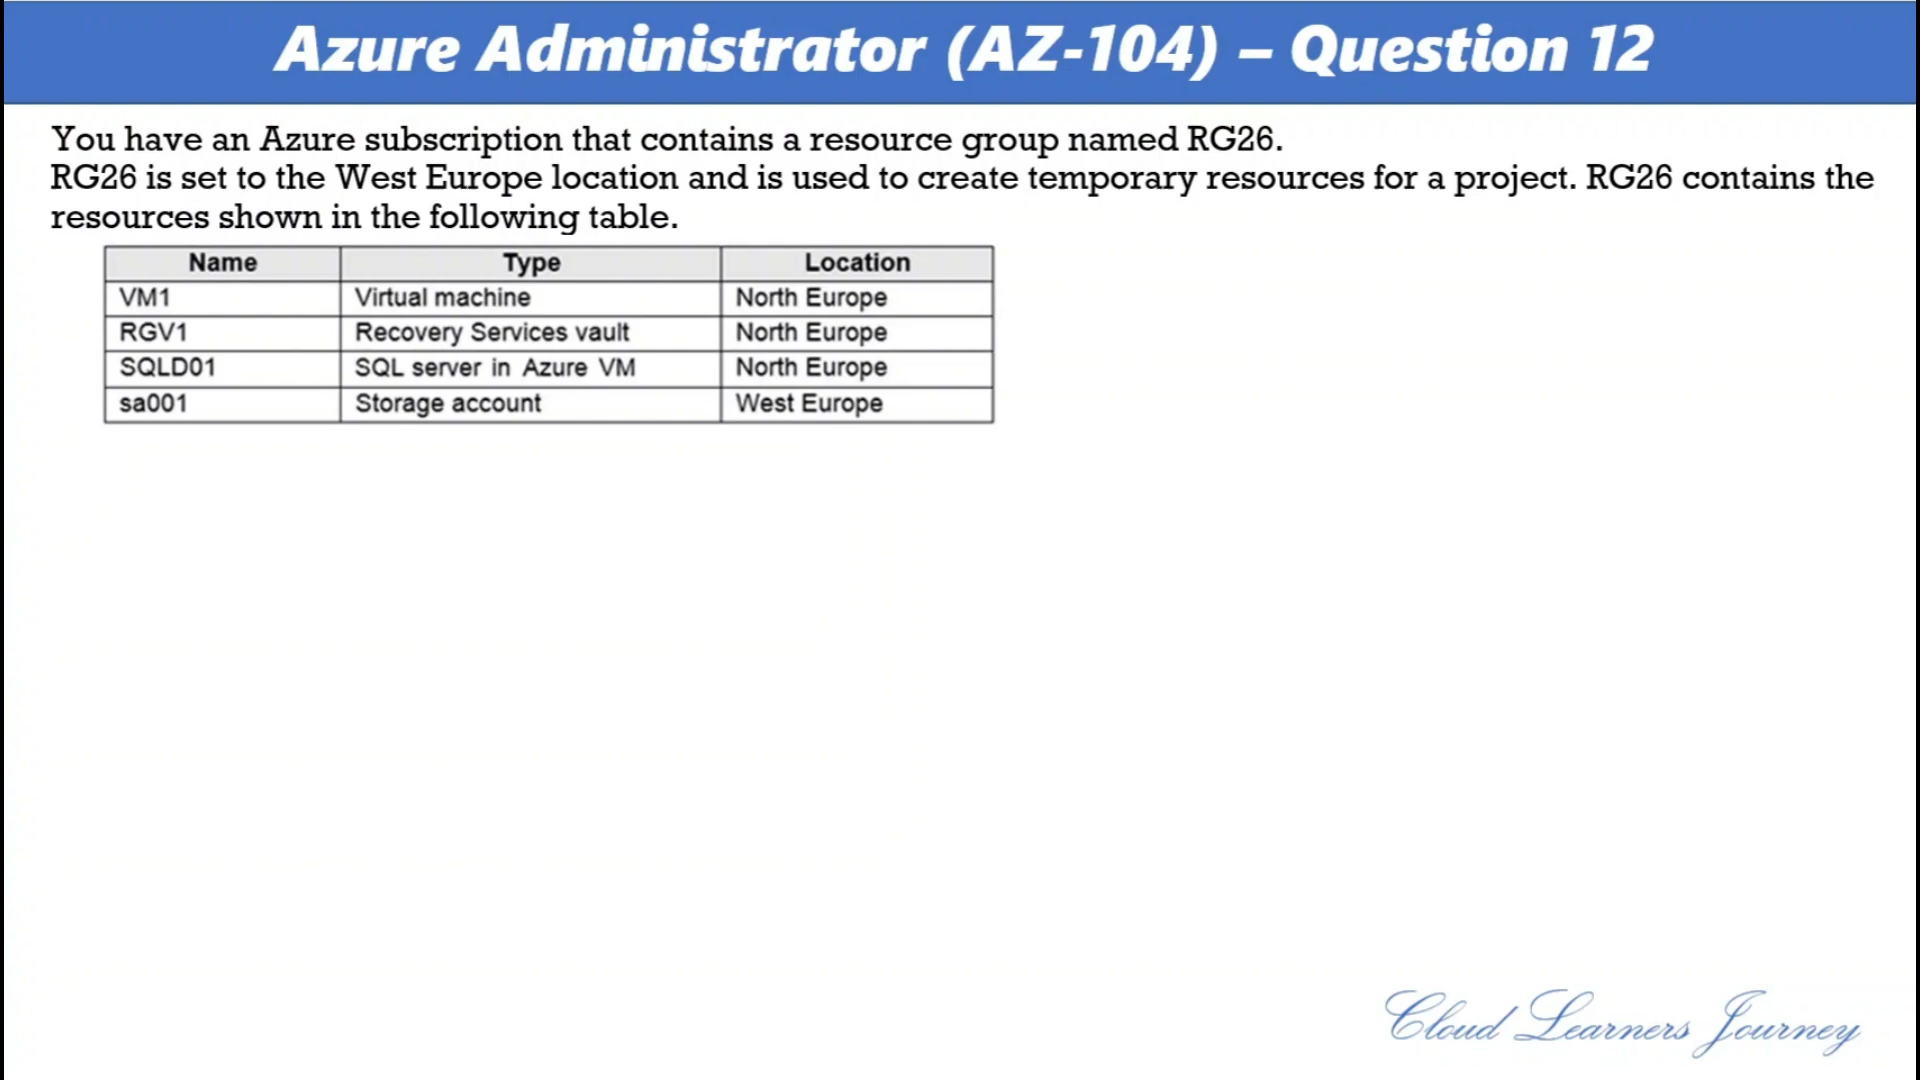 Azure Administrator (AZ-104) – Question 12
You have an Azure subscription that contains a resource group named RG26.
RG26 is set to the West Europe location and is used to create temporary resources for a project. RG26 contains the
resources shown in the following table.
Name Type Location
VM1 Virtual machine North Europe
RGV1 Recovery Services vault North Europe
SQLD01 SQL server in Azure VM North Europe
sa001 Storage account West Europe
Cloud Learners Journey